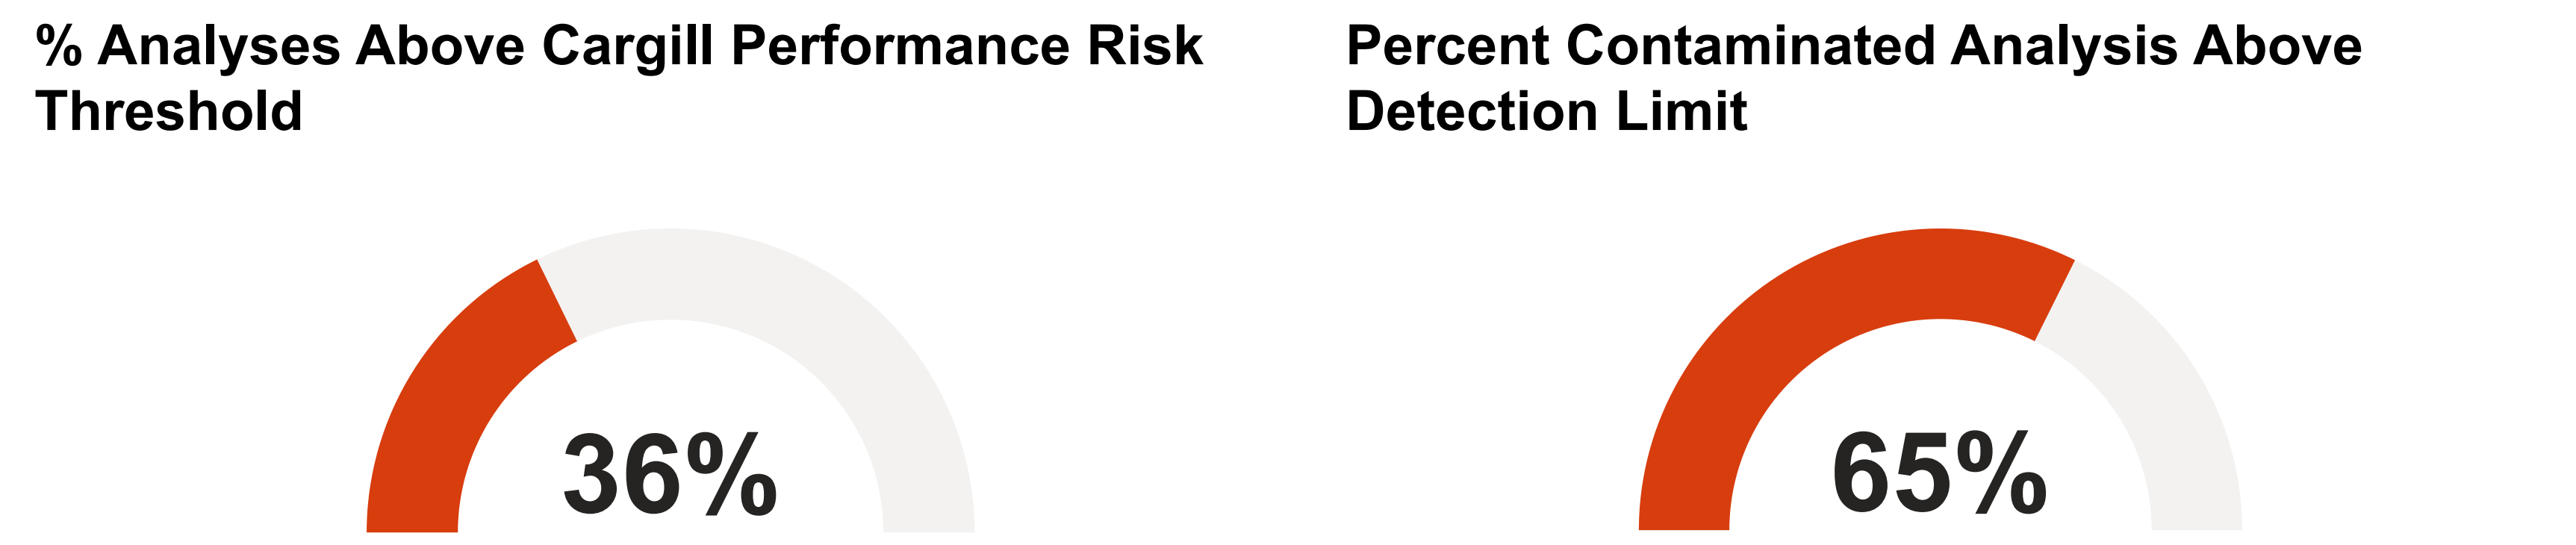 % Analyses Above Cargill Performance Risk
Threshold
36%
Percent Contaminated Analysis Above
Detection Limit
65%